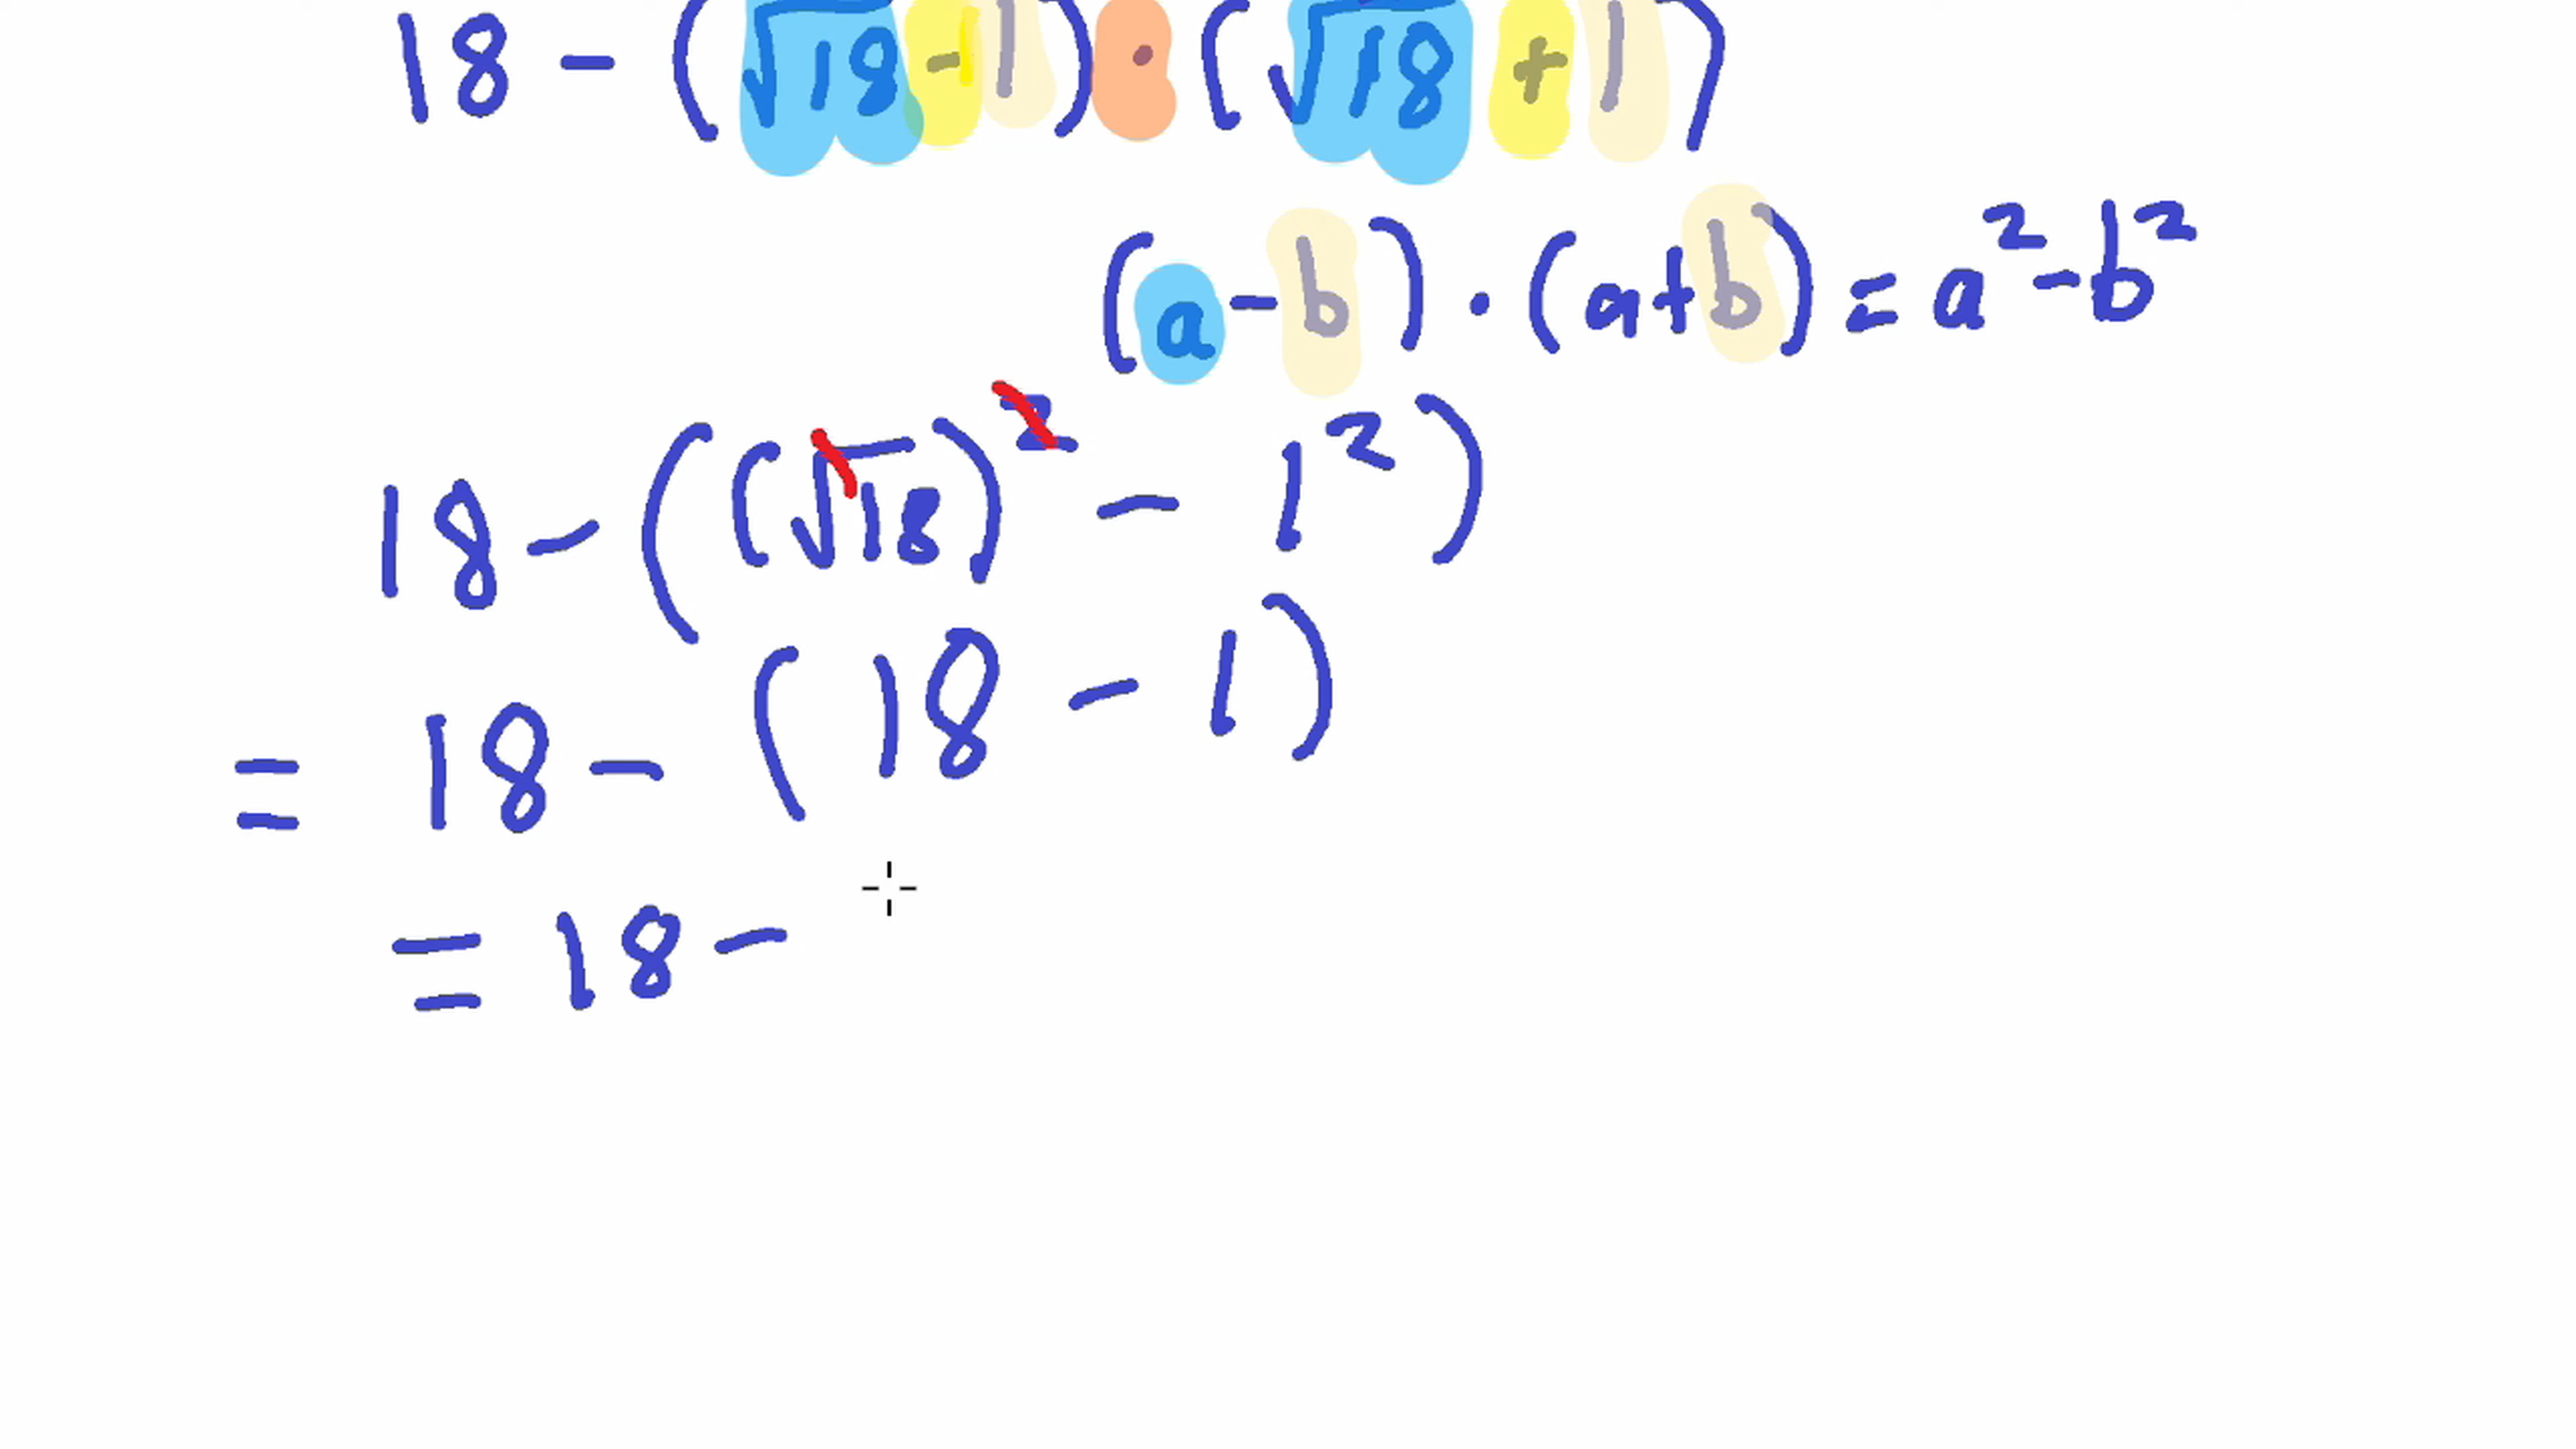 18 - (√18 - 1) · (√18 + 1)
(a - b) · (a + b) = a² - b²
18 - ((√18)² - 1²)
= 18 - (18 - 1)
= 18 -